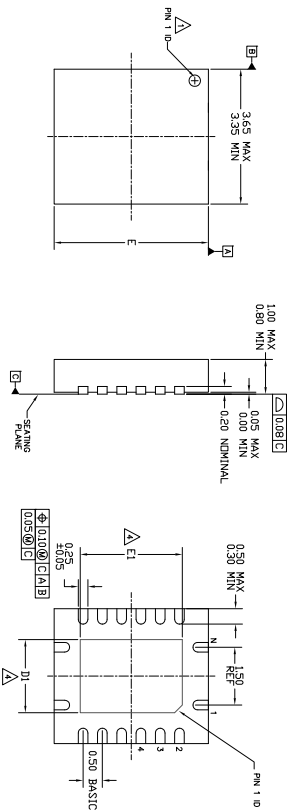 PIN 1 ID
1
B
3.65 MAX
3.35 MIN
A
E
1.00 MAX
0.80 MIN
0.08 C
0.05 MAX
0.00 MIN
0.20 NOMINAL
C
SEATING
PLANE
0.50 MAX
0.30 MIN
1.50
REF
PIN 1 ID
N
1
2
3
4
4
E1
0.25
±0.05
⌖ 0.10 Ⓜ C A B
0.05 Ⓜ C
D1
4
0.50 BASIC